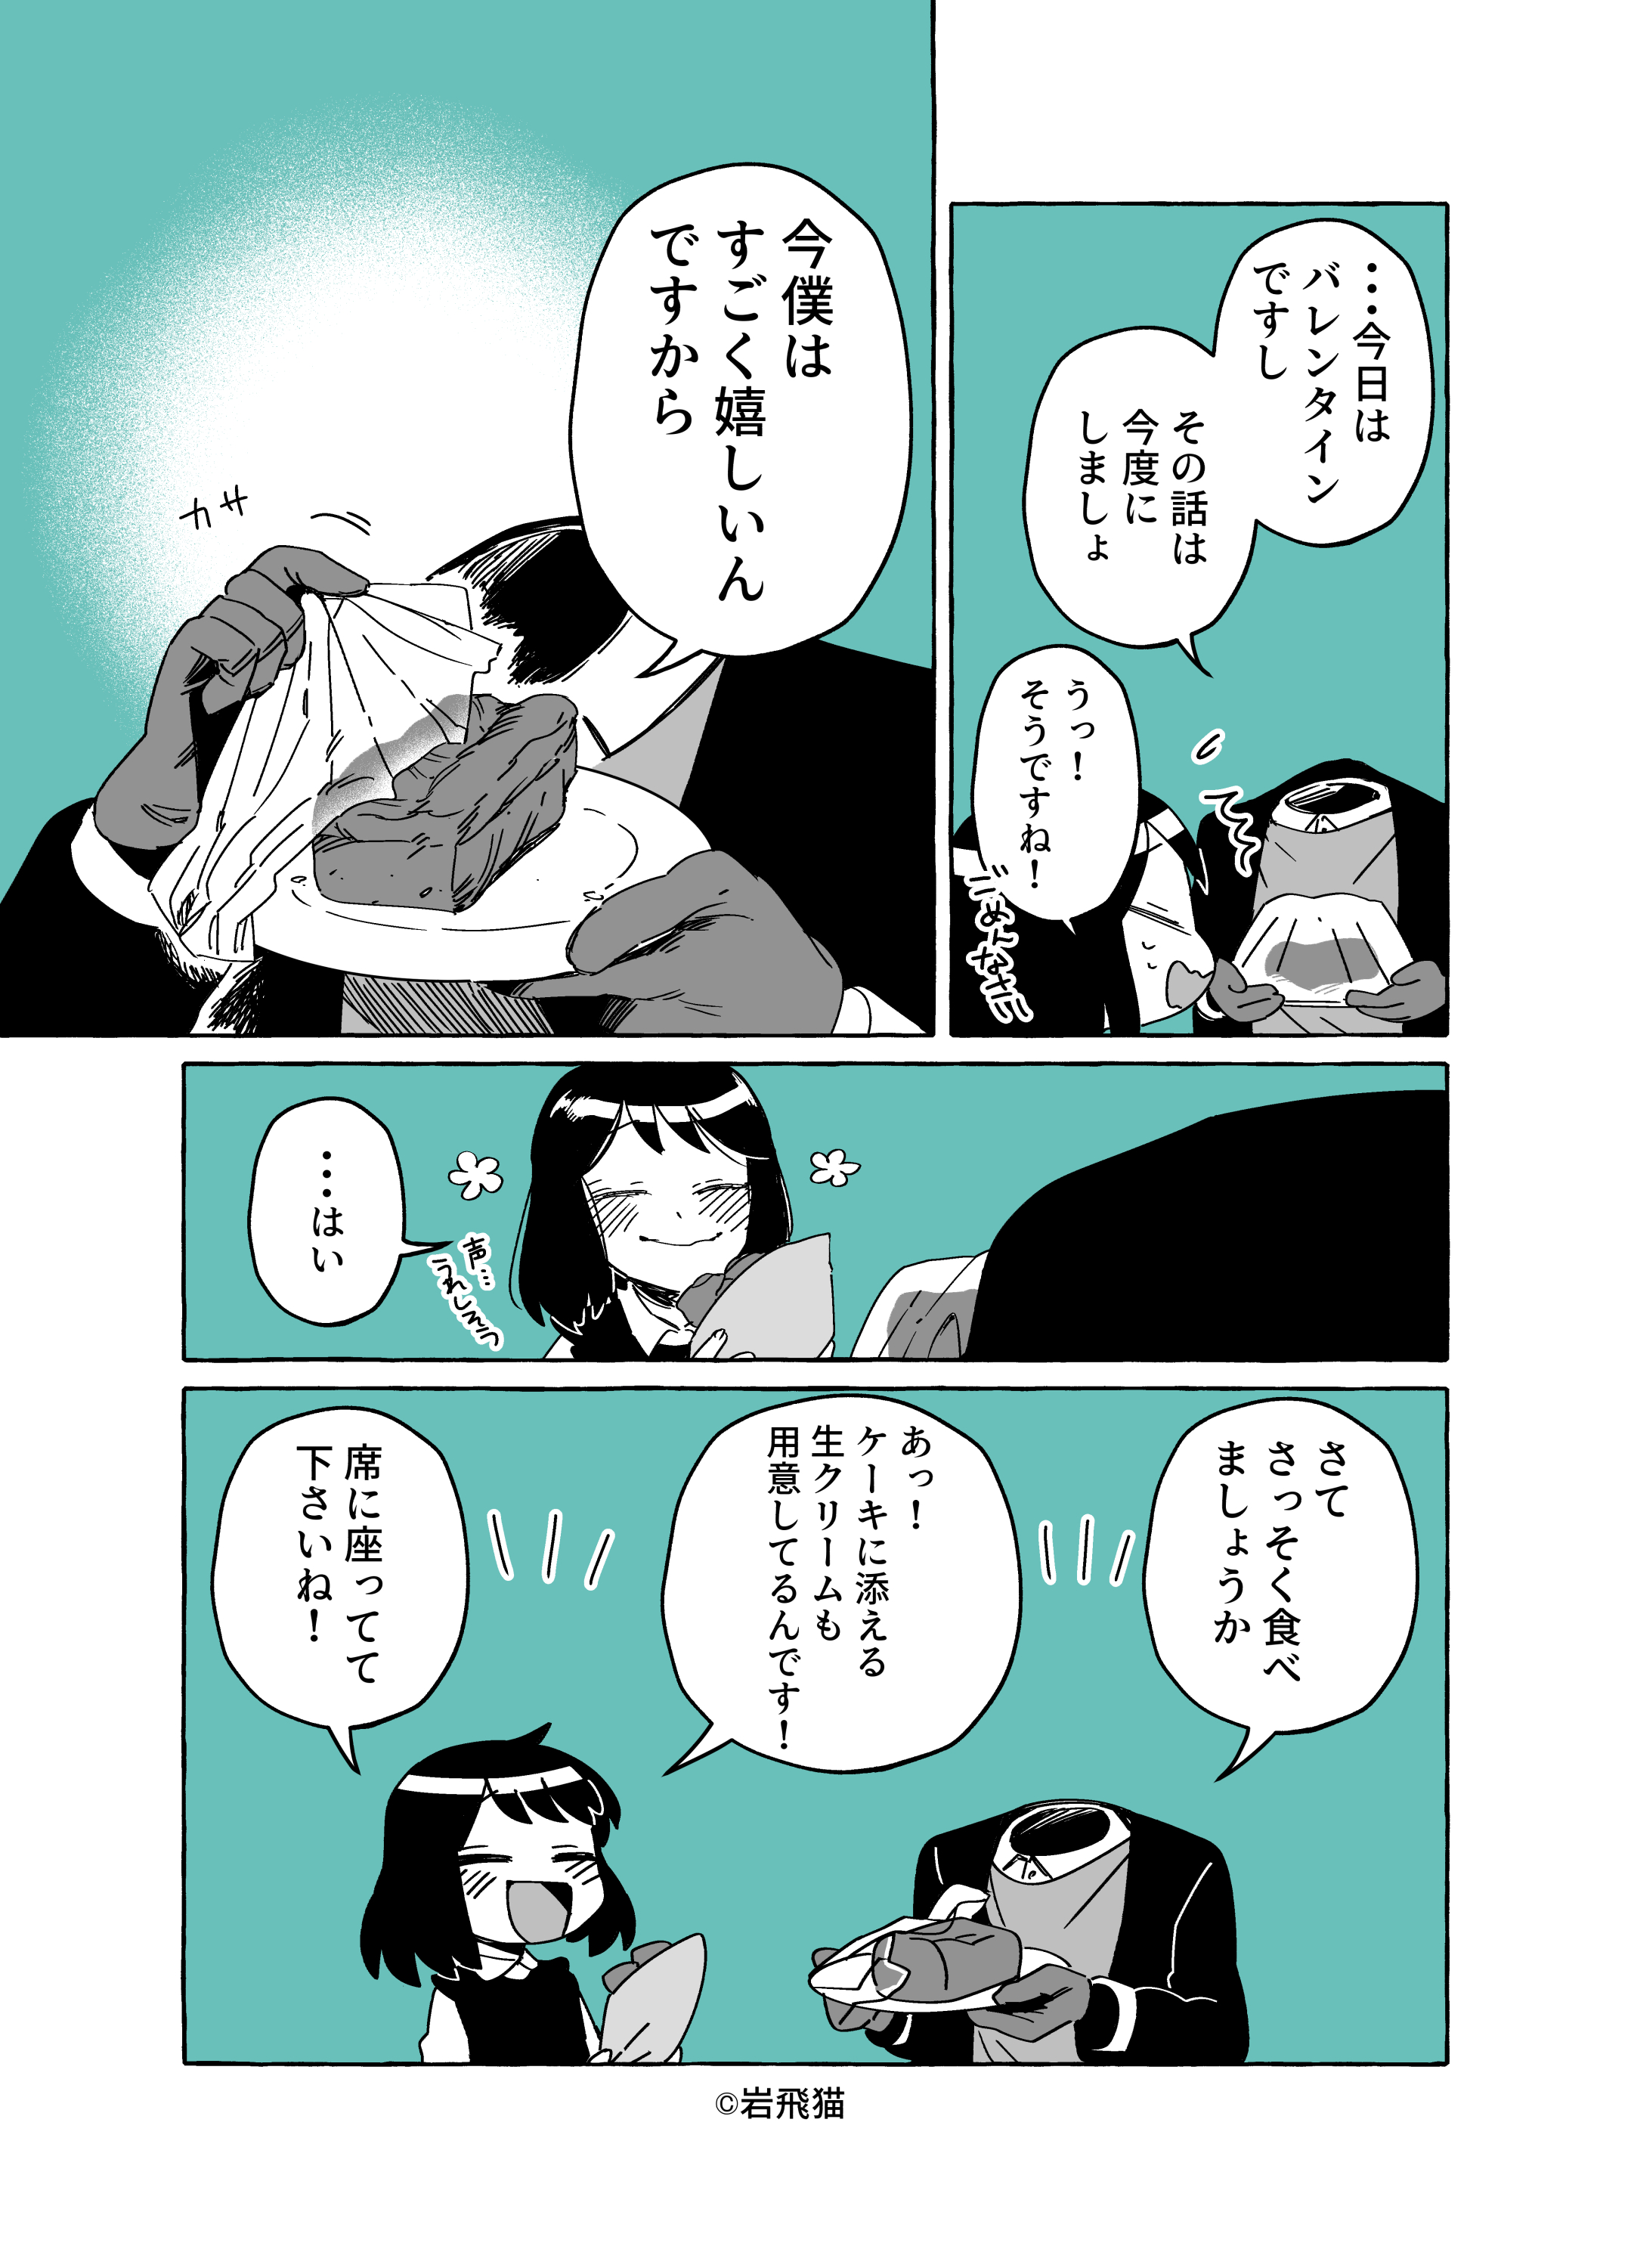 …今日は
バレンタイン
ですし
その話は
今度に
しましょ
うっ！
そうですね！
ごめんなさい
今僕は
すごく嬉しいん
ですから
ガサ
…はい
声…
うれしそう
さて
さっそく食べ
ましょうか
あっ！
ケーキに添える
生クリームも
用意してるんです！
席に座ってて
下さいね！
©岩飛猫